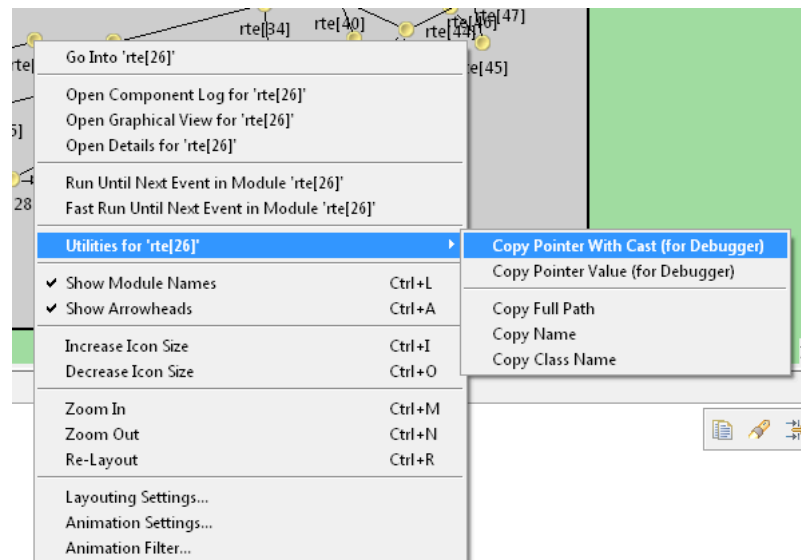 rte[34]
rte[40]
rte[47]
rte[45]
28
Go Into 'rte[26]'
Open Component Log for 'rte[26]'
Open Graphical View for 'rte[26]'
Open Details for 'rte[26]'
Run Until Next Event in Module 'rte[26]'
Fast Run Until Next Event in Module 'rte[26]'
Utilities for 'rte[26]'
Show Module Names Ctrl+L
Show Arrowheads Ctrl+A
Increase Icon Size Ctrl+I
Decrease Icon Size Ctrl+O
Zoom In Ctrl+M
Zoom Out Ctrl+N
Re-Layout Ctrl+R
Layouting Settings...
Animation Settings...
Animation Filter...
Copy Pointer With Cast (for Debugger)
Copy Pointer Value (for Debugger)
Copy Full Path
Copy Name
Copy Class Name